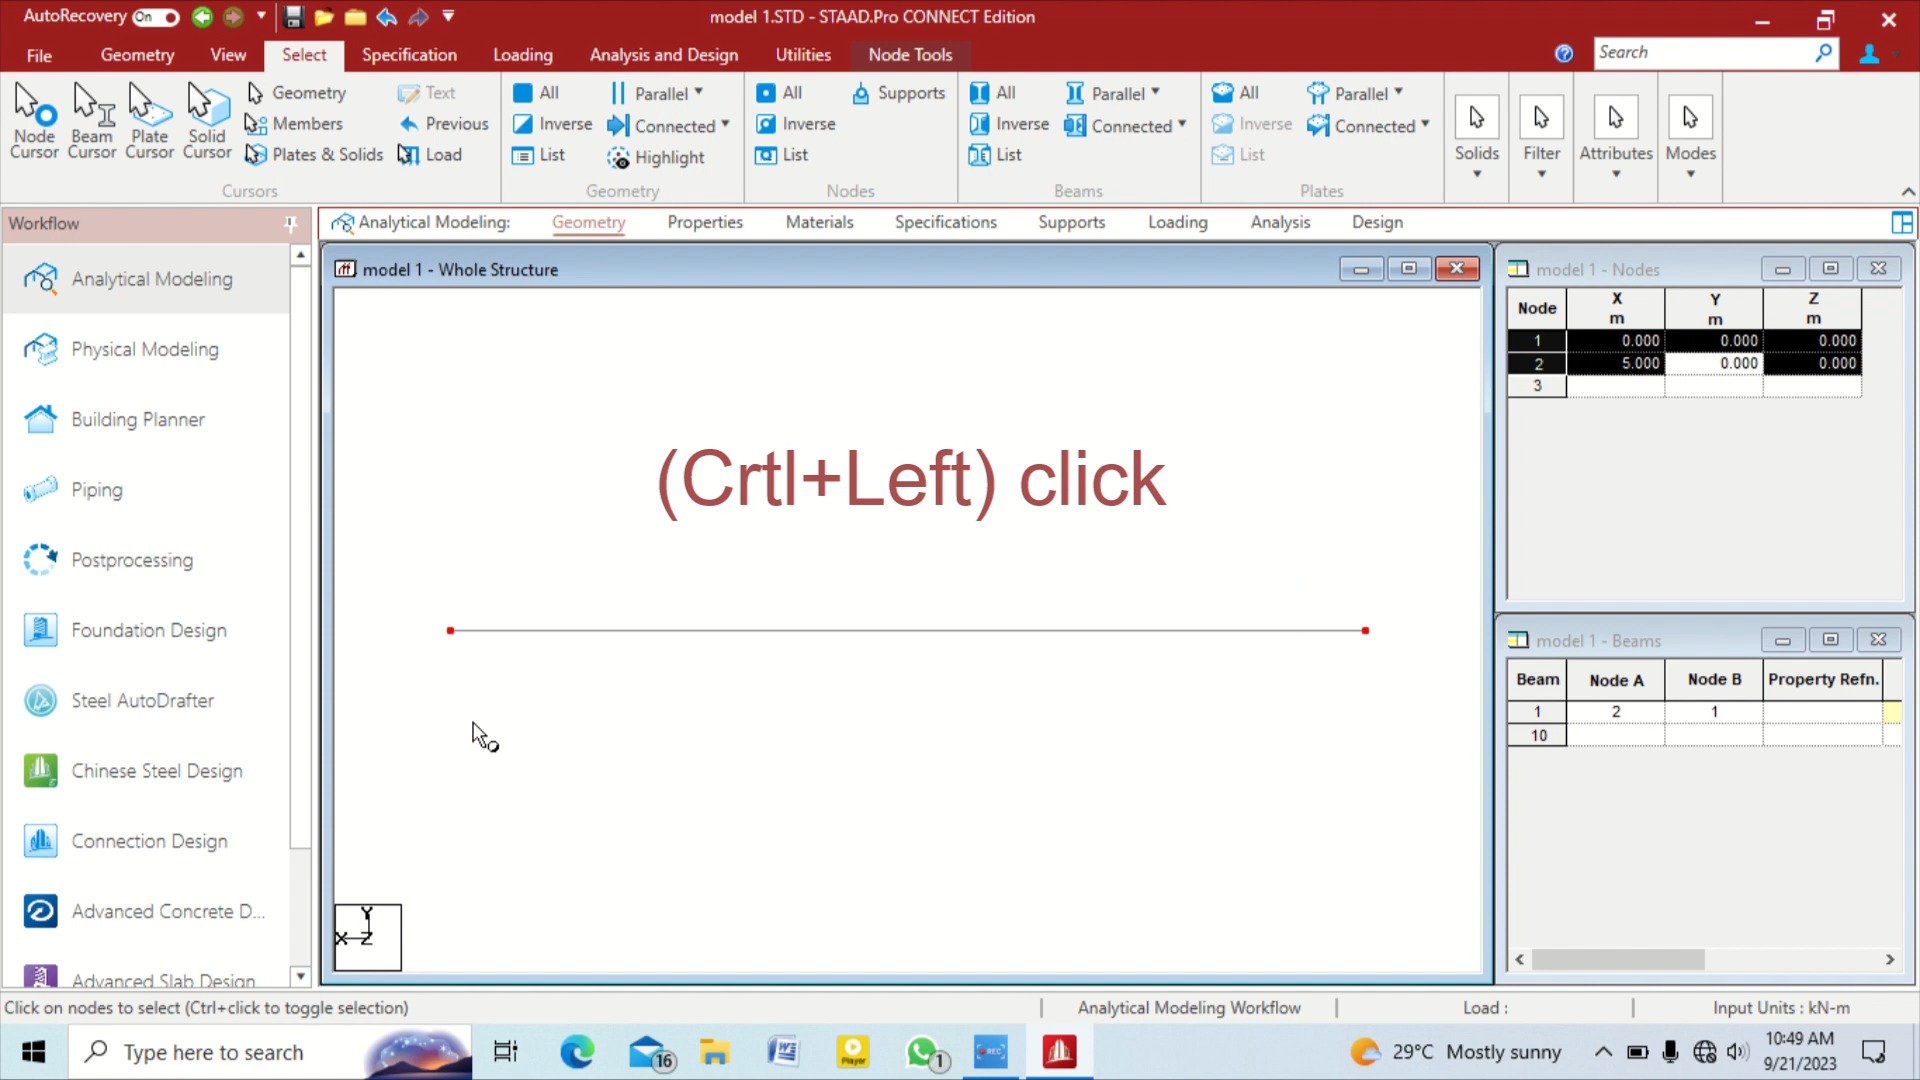 AutoRecovery On
model 1.STD - STAAD.Pro CONNECT Edition
File Geometry View Select Specification Loading Analysis and Design Utilities Node Tools
Search
Node Cursor
Beam Cursor
Plate Cursor
Solid Cursor
Geometry
Members
Plates & Solids
Text
Previous
Load
Cursors
All
Inverse
List
Parallel
Connected
Highlight
Geometry
All
Inverse
List
Supports
Nodes
All
Inverse
List
Parallel
Connected
Beams
All
Inverse
List
Parallel
Connected
Plates
Solids
Filter
Attributes
Modes
Workflow
Analytical Modeling: Geometry Properties Materials Specifications Supports Loading Analysis Design
Analytical Modeling
Physical Modeling
Building Planner
Piping
Postprocessing
Foundation Design
Steel AutoDrafter
Chinese Steel Design
Connection Design
Advanced Concrete D...
Advanced Slab Design
model 1 - Whole Structure
(Crtl+Left) click
Y
X Z
model 1 - Nodes
Node X m Y m Z m
1 0.000 0.000 0.000
2 5.000 0.000 0.000
3
model 1 - Beams
Beam Node A Node B Property Refn.
1 2 1
10
Click on nodes to select (Ctrl+click to toggle selection)
Analytical Modeling Workflow
Load :
Input Units : kN-m
Type here to search
16
Player
1
REC
29°C Mostly sunny
10:49 AM
9/21/2023